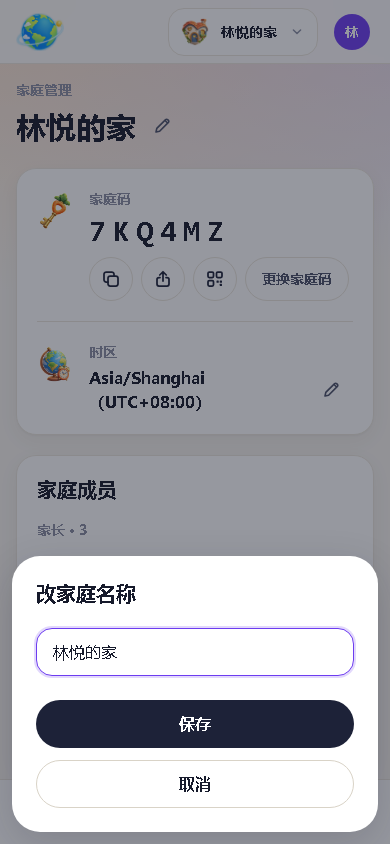 林悦的家
林
家庭管理
林悦的家
家庭码
7KQ4MZ
更换家庭码
时区
Asia/Shanghai
(UTC+08:00)
家庭成员
家长 • 3
改家庭名称
林悦的家
保存
取消